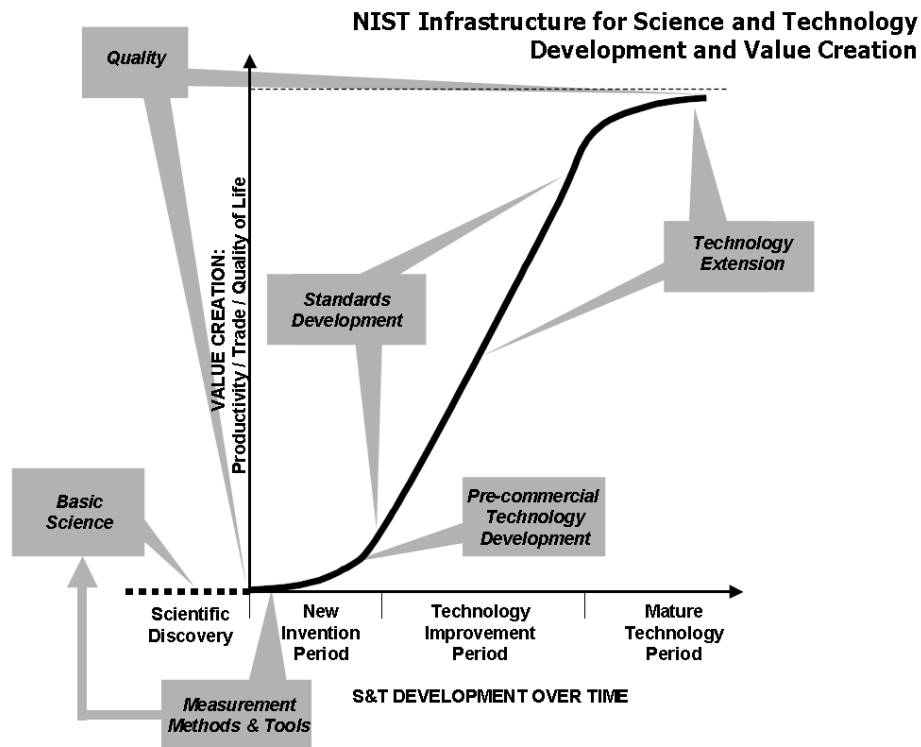 NIST Infrastructure for Science and Technology
Development and Value Creation
Quality
VALUE CREATION:
Productivity / Trade / Quality of Life
Technology
Extension
Standards
Development
Basic
Science
Pre-commercial
Technology
Development
Scientific
Discovery
New
Invention
Period
Technology
Improvement
Period
Mature
Technology
Period
S&T DEVELOPMENT OVER TIME
Measurement
Methods & Tools